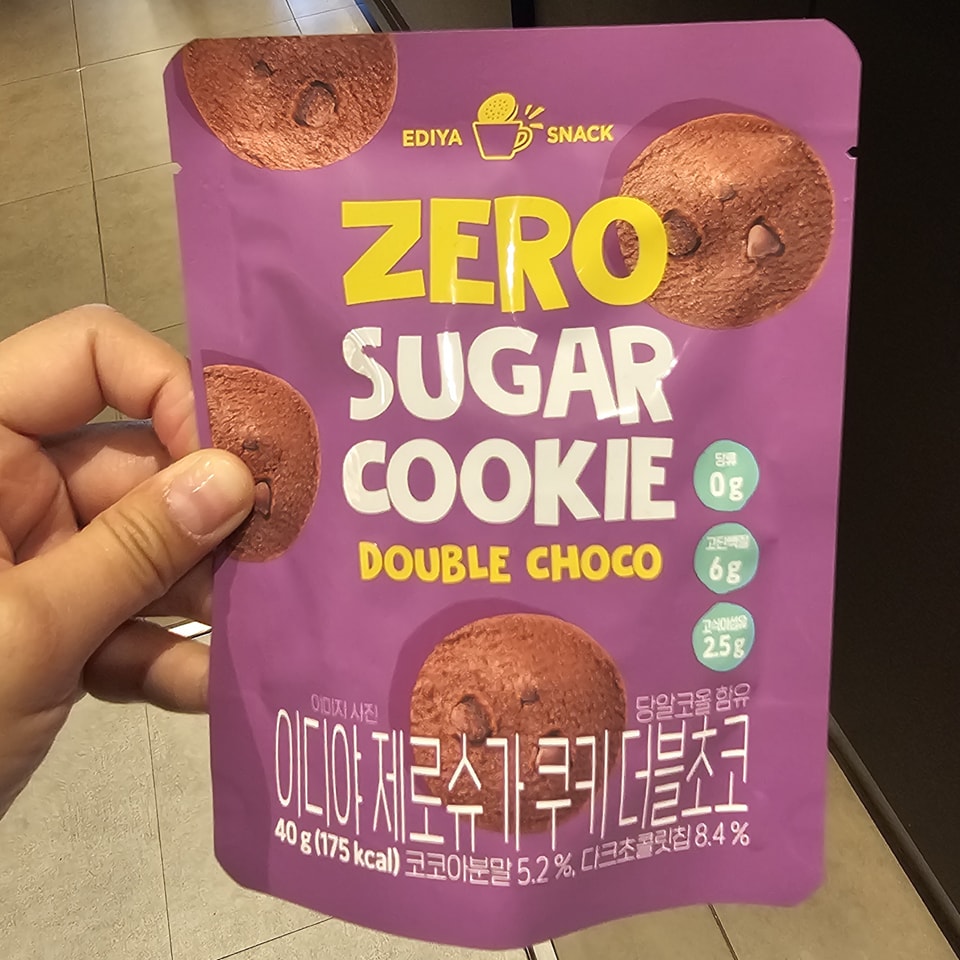 EDIYA SNACK
ZERO
SUGAR
COOKIE
DOUBLE CHOCO
당류
0g
고단백질
6g
고식이섬유
2.5g
이미지 사진
당알코올 함유
이디야 제로슈가 쿠키 더블초코
40 g (175 kcal) 코코아분말 5.2 %, 다크초콜릿칩 8.4 %